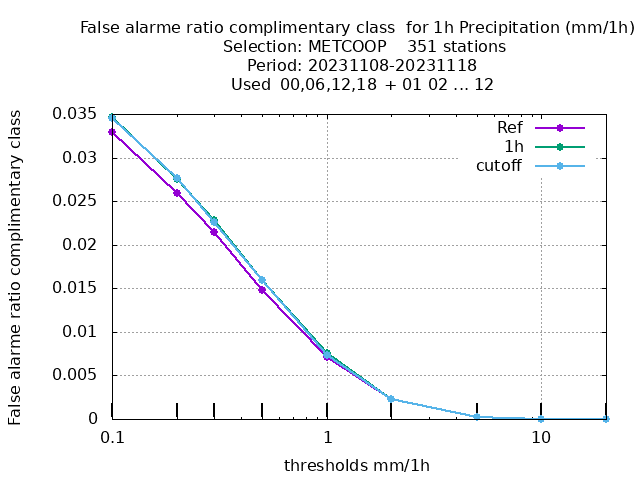 False alarme ratio complimentary class  for 1h Precipitation (mm/1h)
Selection: METCOOP    351 stations
Period: 20231108-20231118
Used 00,06,12,18 + 01 02 ... 12
False alarme ratio complimentary class
0.035
0.03
0.025
0.02
0.015
0.01
0.005
0
Ref
1h
cutoff
0.1
1
10
thresholds mm/1h